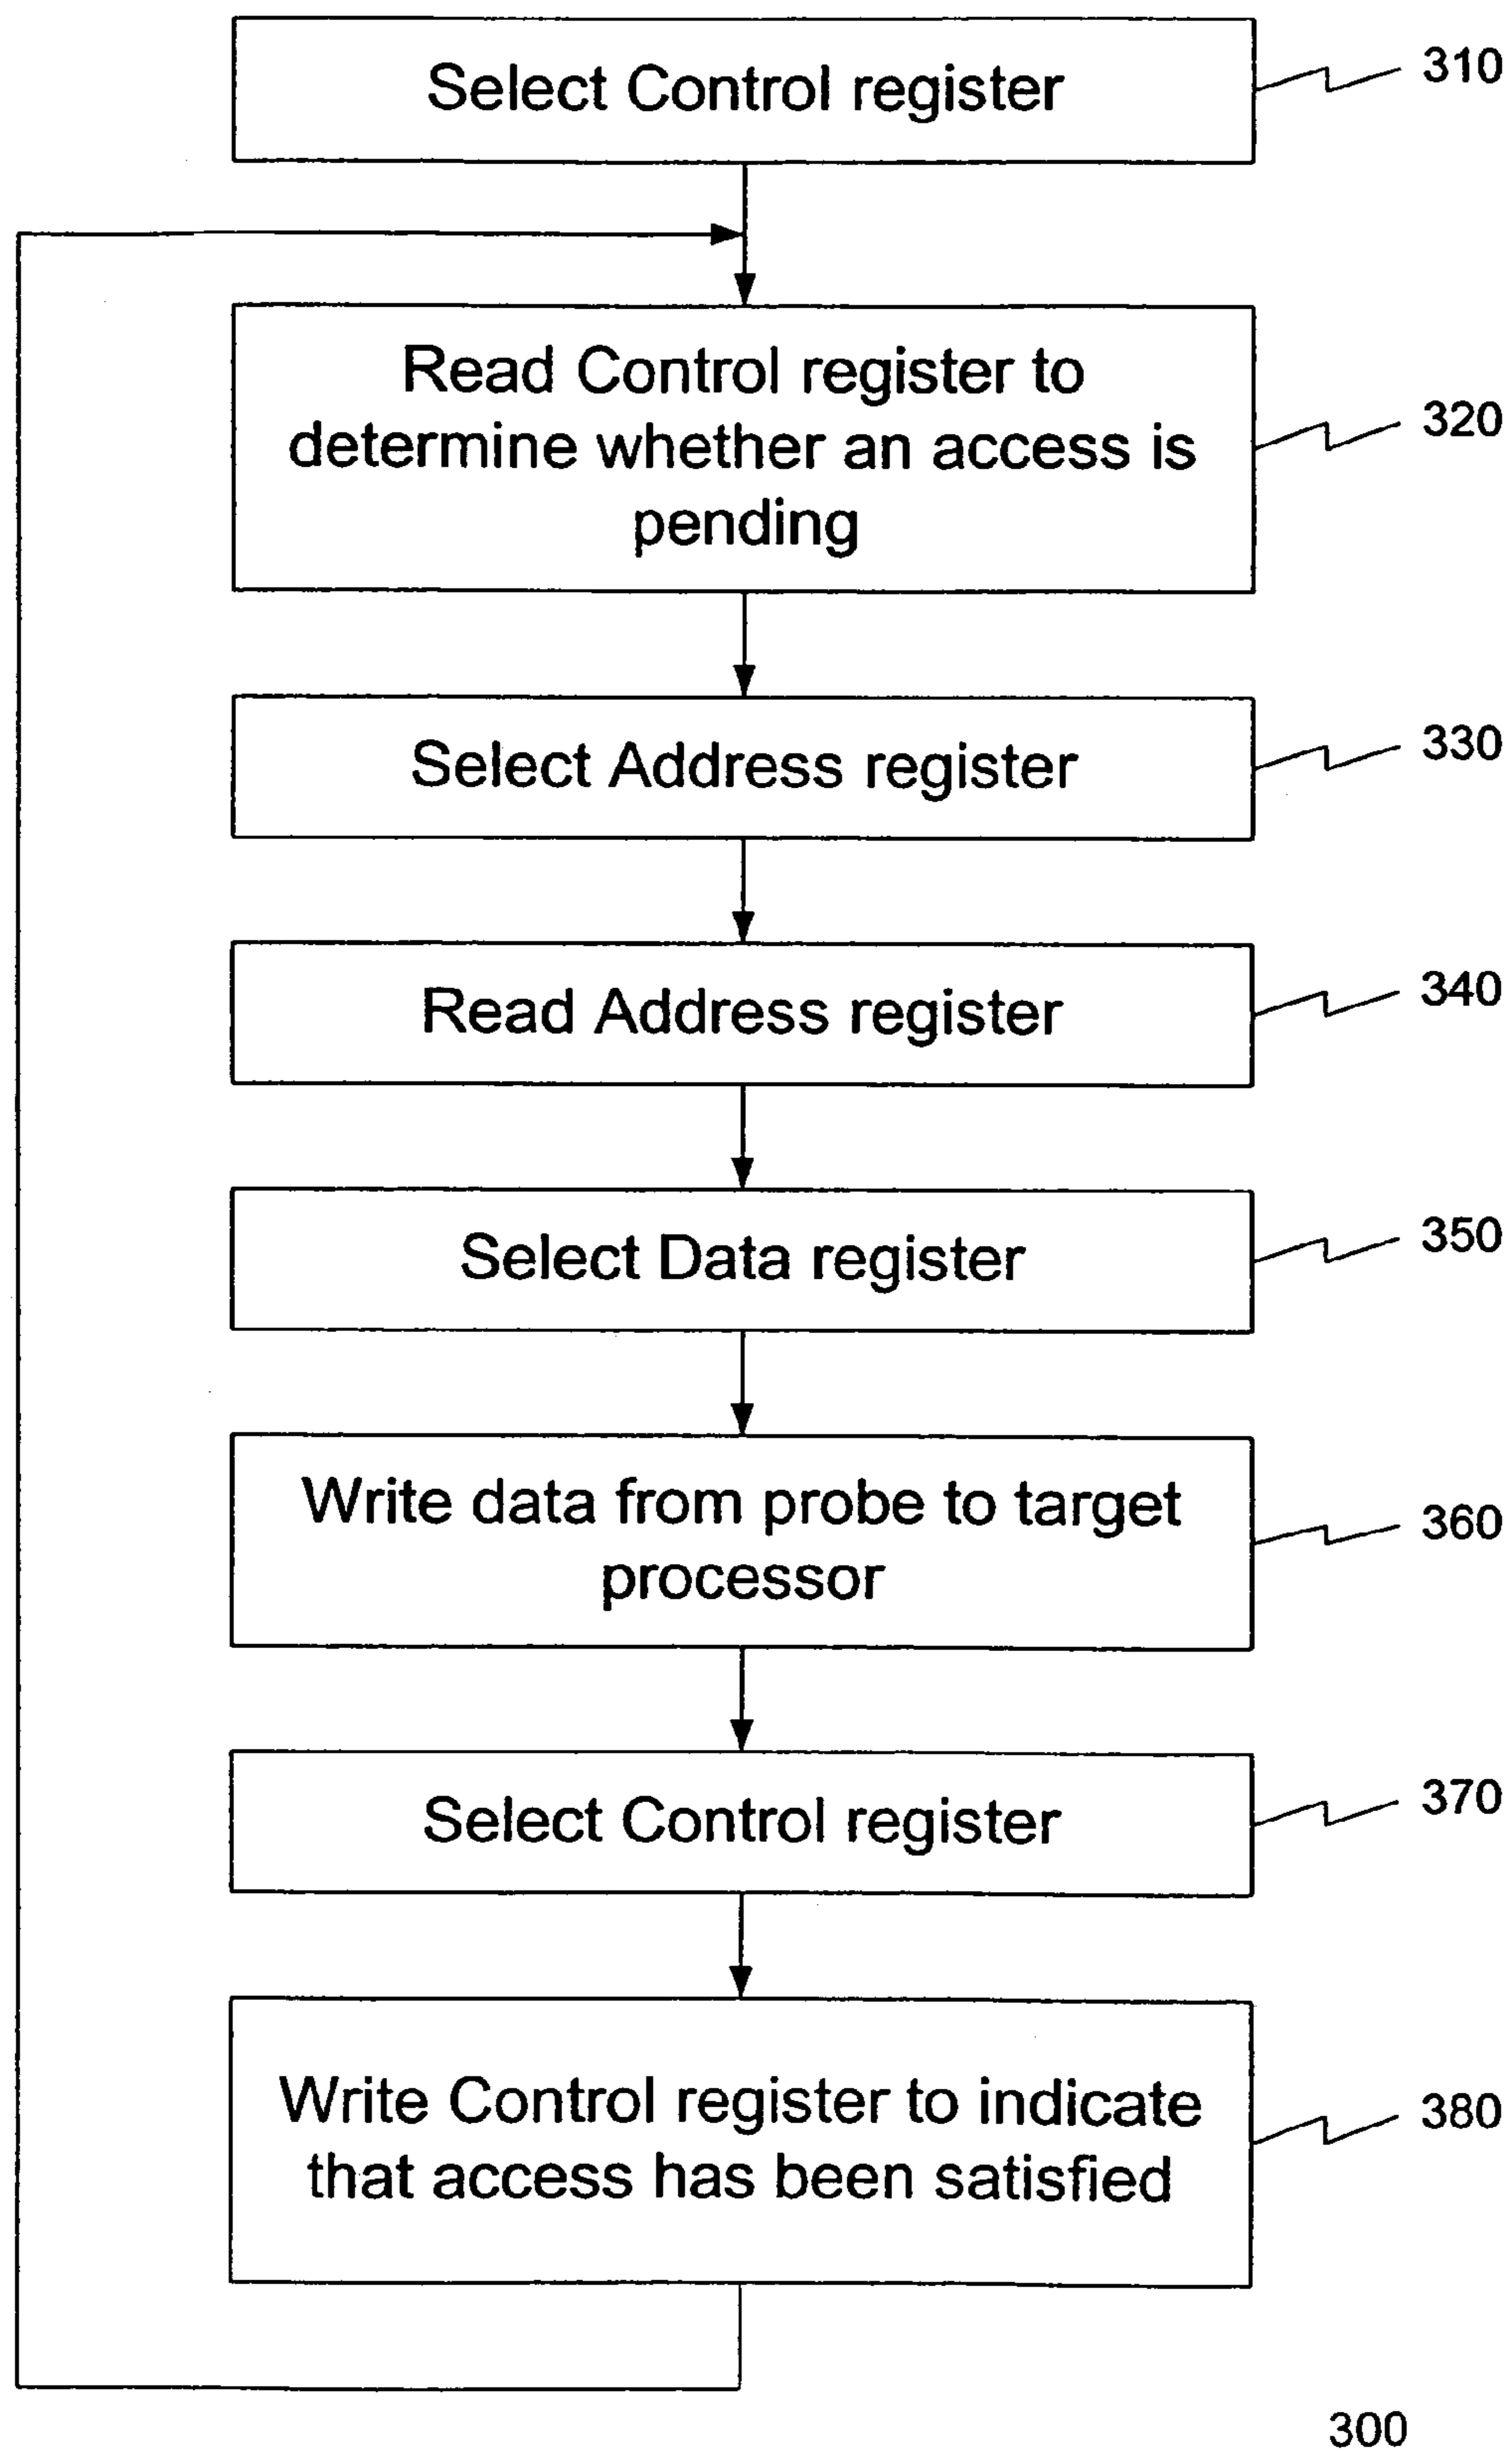 Select Control register
310
Read Control register to
determine whether an access is
pending
320
Select Address register
330
Read Address register
340
Select Data register
350
Write data from probe to target
processor
360
Select Control register
370
Write Control register to indicate
that access has been satisfied
380
300